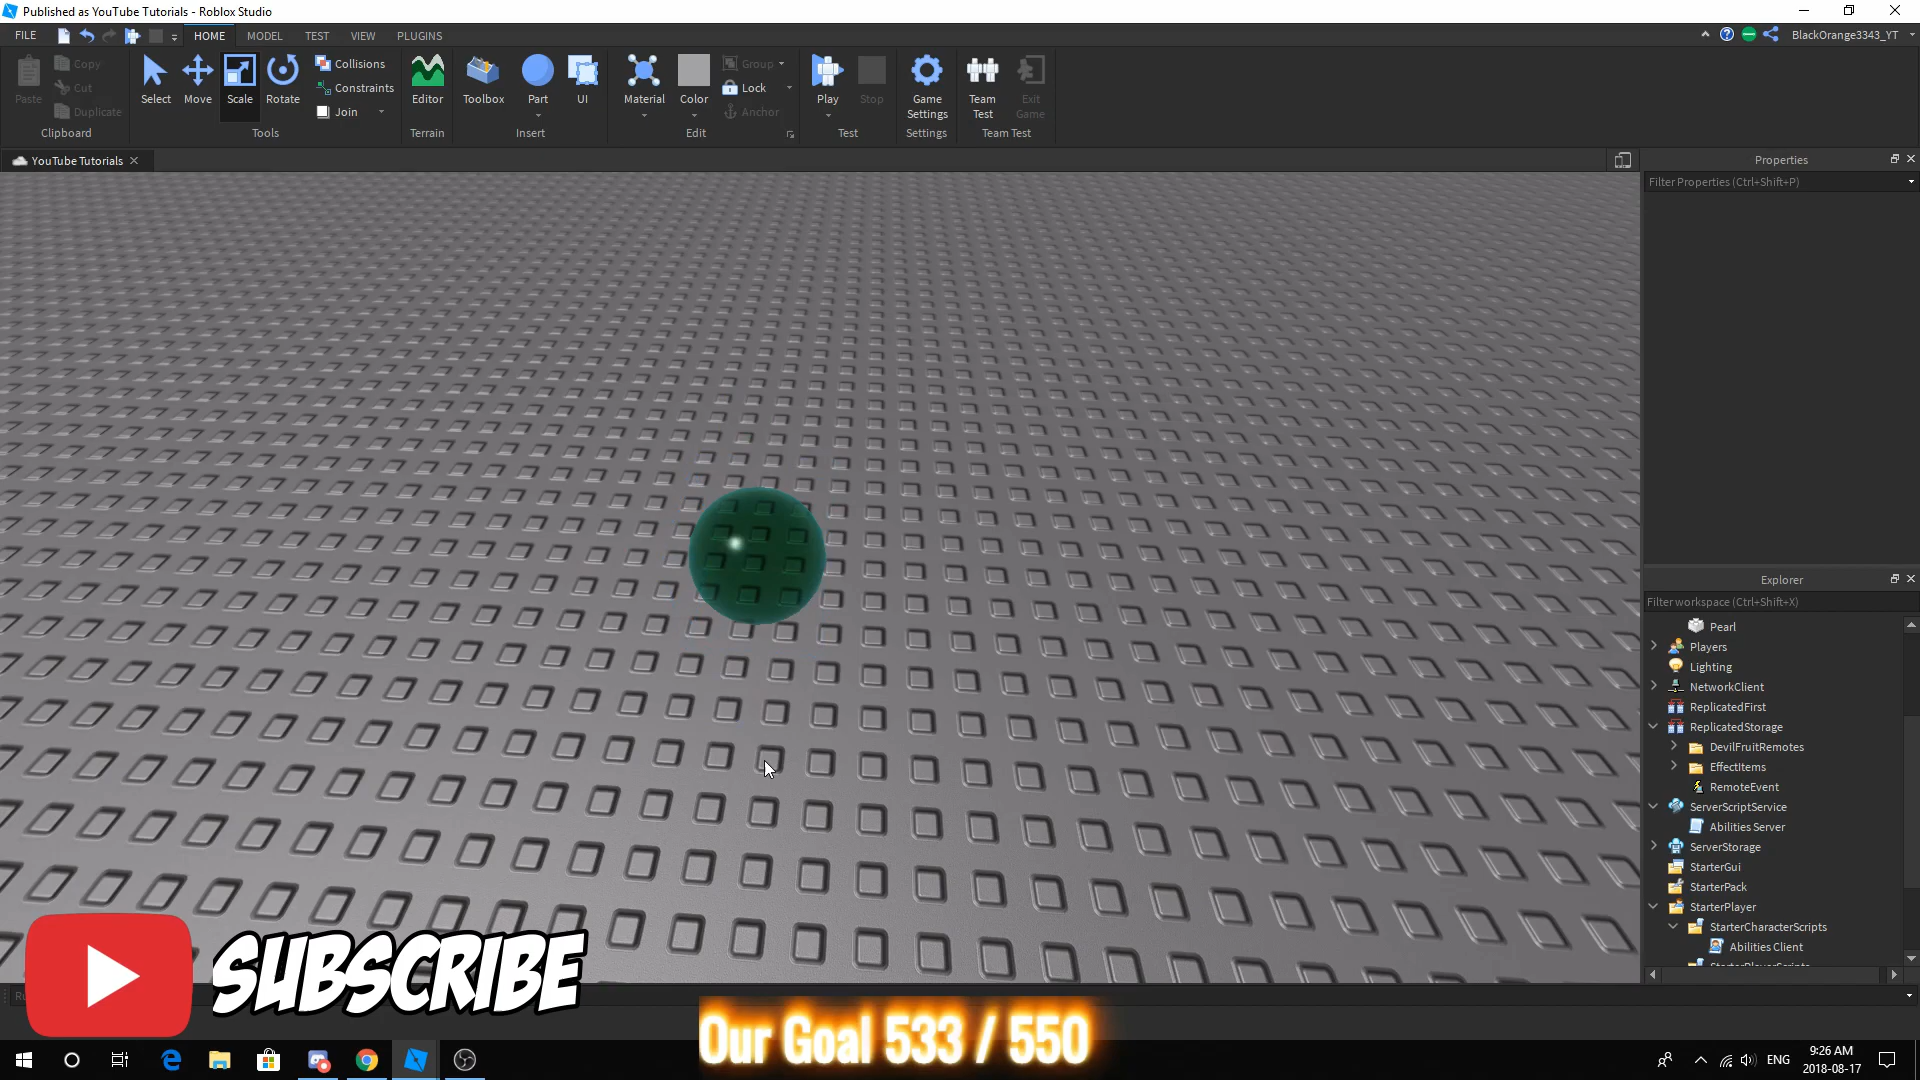 Published as YouTube Tutorials - Roblox Studio
FILE
HOME
MODEL
TEST
VIEW
PLUGINS
BlackOrange3343_YT
Paste
Copy
Cut
Duplicate
Clipboard
Select
Move
Scale
Rotate
Collisions
Constraints
Join
Tools
Editor
Terrain
Toolbox
Part
UI
Insert
Material
Color
Group
Lock
Anchor
Edit
Play
Stop
Test
Game Settings
Settings
Team Test
Exit Game
Team Test
YouTube Tutorials
Properties
Filter Properties (Ctrl+Shift+P)
Explorer
Filter workspace (Ctrl+Shift+X)
Pearl
Players
Lighting
NetworkClient
ReplicatedFirst
ReplicatedStorage
DevilFruitRemotes
EffectItems
RemoteEvent
ServerScriptService
Abilities Server
ServerStorage
StarterGui
StarterPack
StarterPlayer
StarterCharacterScripts
Abilities Client
SUBSCRIBE
Our Goal 533 / 550
ENG
9:26 AM
2018-08-17